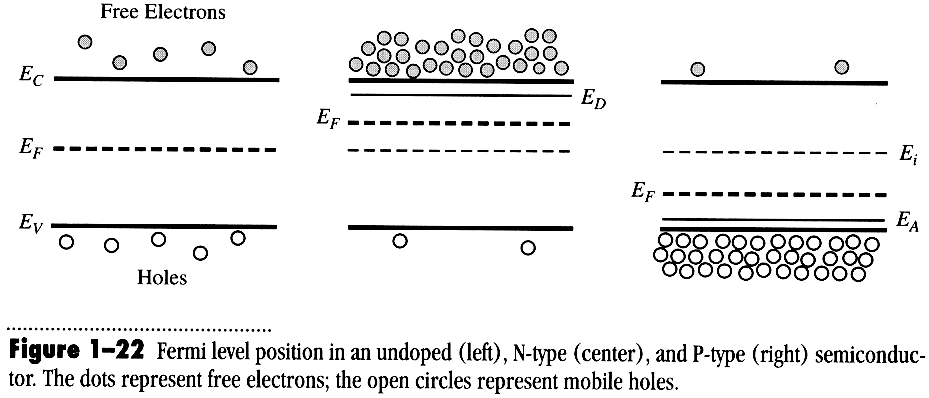 Free Electrons
E_C
E_D
E_F
E_F
E_i
E_F
E_V
E_A
Holes
Figure 1–22 Fermi level position in an undoped (left), N-type (center), and P-type (right) semiconduc-
tor. The dots represent free electrons; the open circles represent mobile holes.